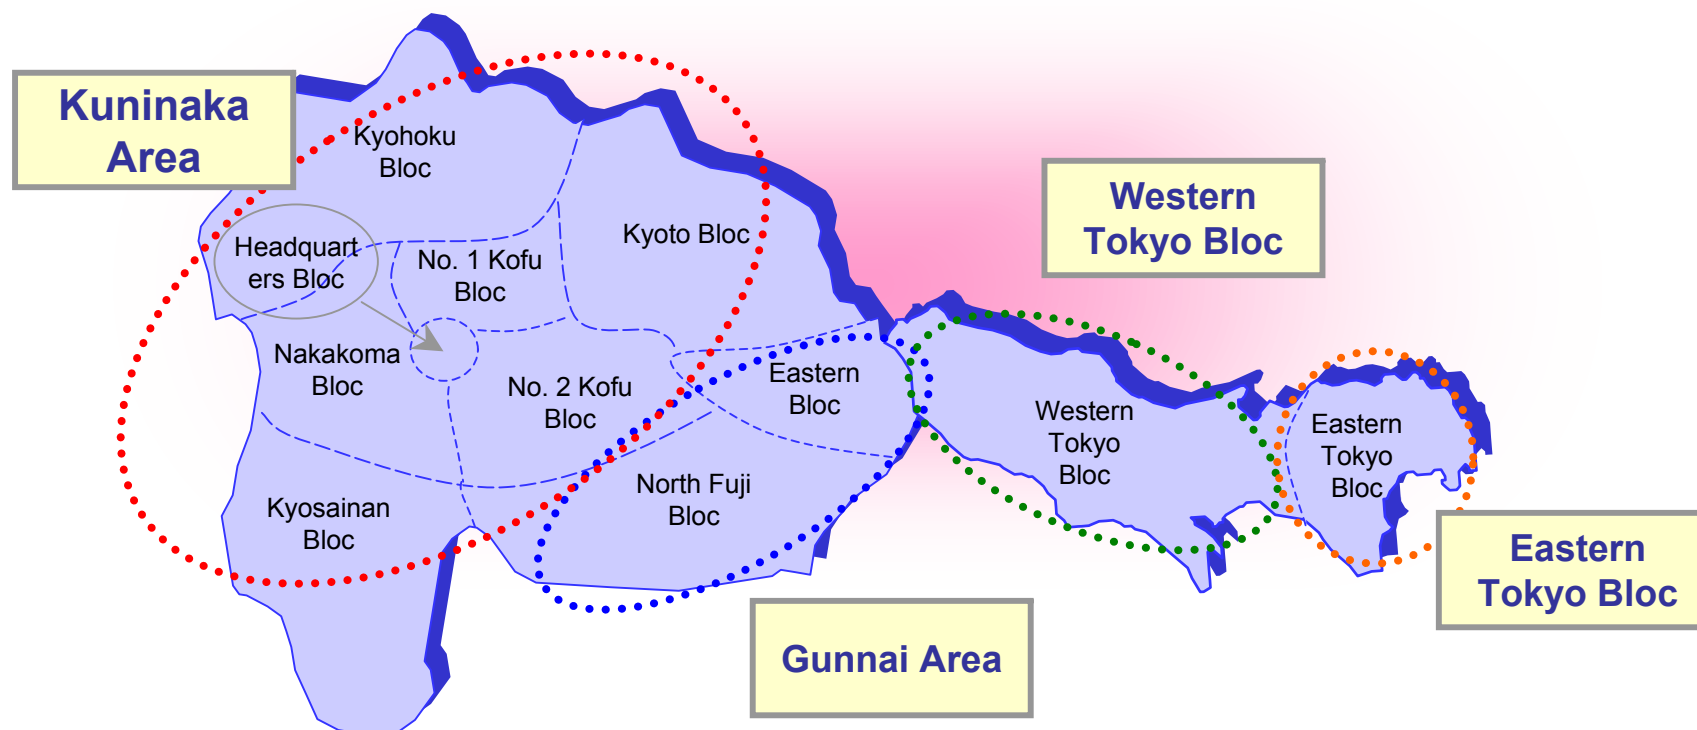 Kuninaka
Area
Kyohoku
Bloc
Headquart
ers Bloc
No. 1 Kofu
Bloc
Kyoto Bloc
Nakakoma
Bloc
No. 2 Kofu
Bloc
Eastern
Bloc
Kyosainan
Bloc
North Fuji
Bloc
Western
Tokyo Bloc
Western
Tokyo
Bloc
Eastern
Tokyo
Bloc
Eastern
Tokyo Bloc
Gunnai Area